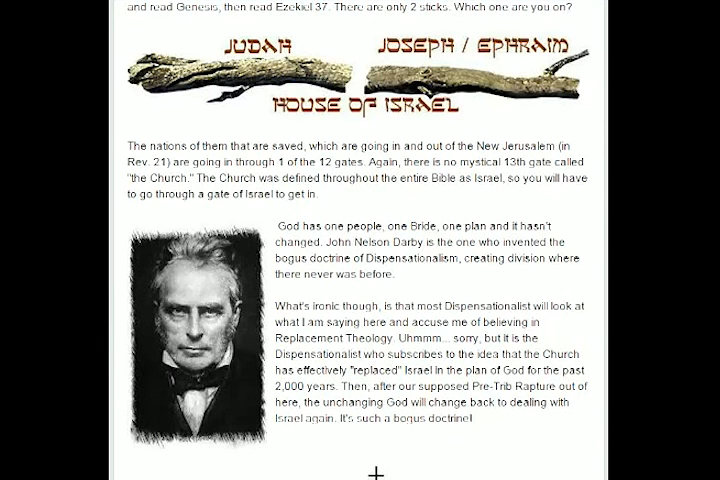 and read Genesis, then read Ezekiel 37. There are only 2 sticks. Which one are you on?
JUDAH
JOSEPH / EPHRAIM
HOUSE OF ISRAEL
The nations of them that are saved, which are going in and out of the New Jerusalem (in
Rev. 21) are going in through 1 of the 12 gates. Again, there is no mystical 13th gate called
"the Church." The Church was defined throughout the entire Bible as Israel, so you will have
to go through a gate of Israel to get in.
God has one people, one Bride, one plan and it hasn't
changed. John Nelson Darby is the one who invented the
bogus doctrine of Dispensationalism, creating division where
there never was before.
What's ironic though, is that most Dispensationalist will look at
what I am saying here and accuse me of believing in
Replacement Theology. Uhmmm... sorry, but it is the
Dispensationalist who subscribes to the idea that the Church
has effectively "replaced" Israel in the plan of God for the past
2,000 years. Then, after our supposed Pre-Trib Rapture out of
here, the unchanging God will change back to dealing with
Israel again. It's such a bogus doctrine!